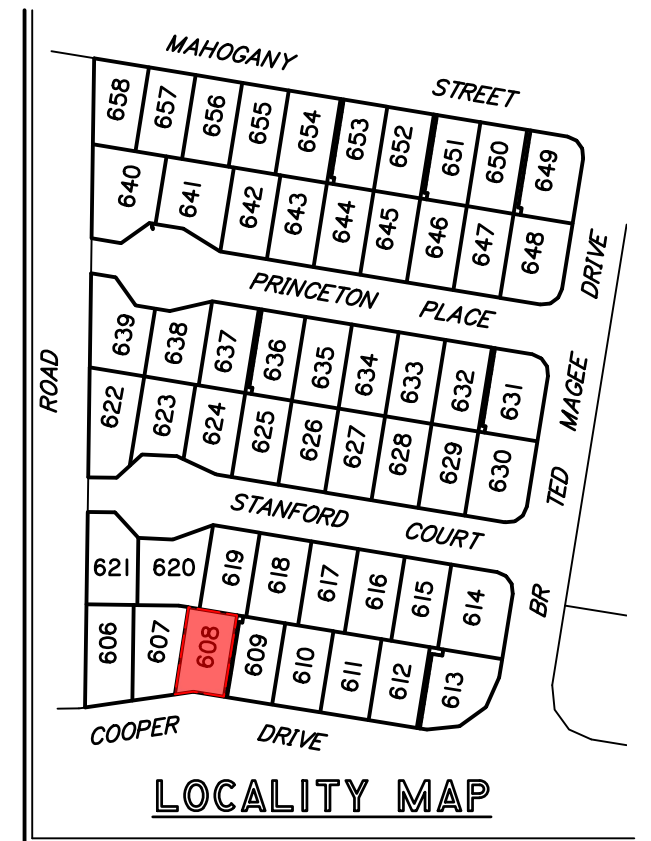 MAHOGANY STREET
658 657 656 655 654 653 652 651 650 649
640 641 642 643 644 645 646 647 648
DRIVE
PRINCETON PLACE
ROAD
639 638 637 636 635 634 633 632 631
MAGEE
622 623 624 625 626 627 628 629 630
TED
STANFORD COURT
621 620 619 618 617 616 615 614
BR
606 607 608 609 610 611 612 613
COOPER DRIVE
LOCALITY MAP